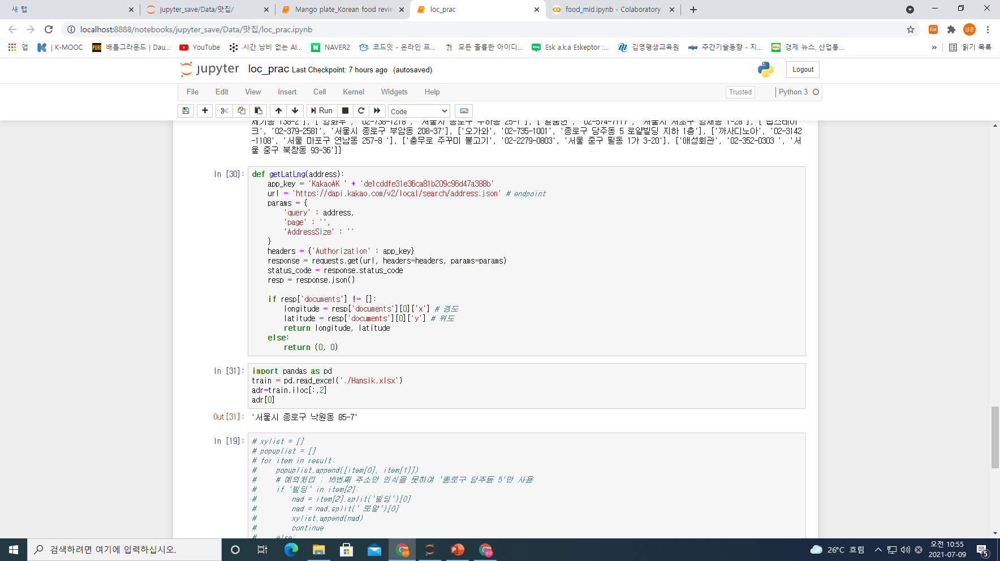 새 탭
jupyter_save/Data/맛집/
Mango plate_Korean food revie
loc_prac
food_mid.ipynb - Colaboratory
localhost:8888/notebooks/jupyter_save/Data/맛집/loc_prac.ipynb
성준
앱
| K-MOOC
배틀그라운드 | Dau...
YouTube
시간 낭비 없는 AI...
NAVER2
코드잇 - 온라인 프...
모든 훌륭한 아이디...
Esk a.k.a Eskeptor :...
김영평생교육원
주간기술동향 - 지...
경제 뉴스, 산업통...
»
읽기 목록
jupyter loc_prac Last Checkpoint: 7 hours ago (autosaved)
Logout
File Edit View Insert Cell Kernel Widgets Help
Trusted
Python 3
Run
Code
크', '02-379-2581', '서울시 종로구 부암동 208-37'], ['오가와', '02-735-1001', '종로구 당주동 5 로얄빌딩 지하 1층'], ['까사디노아', '02-3142
-1108', '서울 마포구 연남동 257-8 '], ['충무로 주꾸미 불고기', '02-2279-0803', '서울 중구 필동 1가 3-20'], ['애성회관', '02-352-0303 ', '서
울 중구 북창동 93-36']]
In [30]:
def getLatLng(address):
    app_key = 'KakaoAK ' + 'de1cddfe31e36ca81b209c96d47a388b'
    url = 'https://dapi.kakao.com/v2/local/search/address.json' # endpoint
    params = {
        'query' : address,
        'page' : '',
        'AddressSize' : ''
    }
    headers = {'Authorization' : app_key}
    response = requests.get(url, headers=headers, params=params)
    status_code = response.status_code
    resp = response.json()
    if resp['documents'] != []:
        longitude = resp['documents'][0]['x'] # 경도
        latitude = resp['documents'][0]['y'] # 위도
        return longitude, latitude
    else:
        return (0, 0)
In [31]:
import pandas as pd
train = pd.read_excel('./Hansik.xlsx')
adr=train.iloc[:,2]
adr[0]
Out[31]: '서울시 종로구 낙원동 85-7'
In [19]:
# xylist = []
# popuplist = []
# for item in result:
#     popuplist.append([item[0], item[1]])
#     # 예외처리 : 16번째 주소만 인식을 못하여 '종로구 당주동 5'만 사용
#     if '빌딩' in item[2]:
#         nad = item[2].split('빌딩')[0]
#         nad = nad.split(' 로얄')[0]
#         xylist.append(nad)
#         continue
#     else:
검색하려면 여기에 입력하십시오.
26°C 흐림
오전 10:55
2021-07-09
5